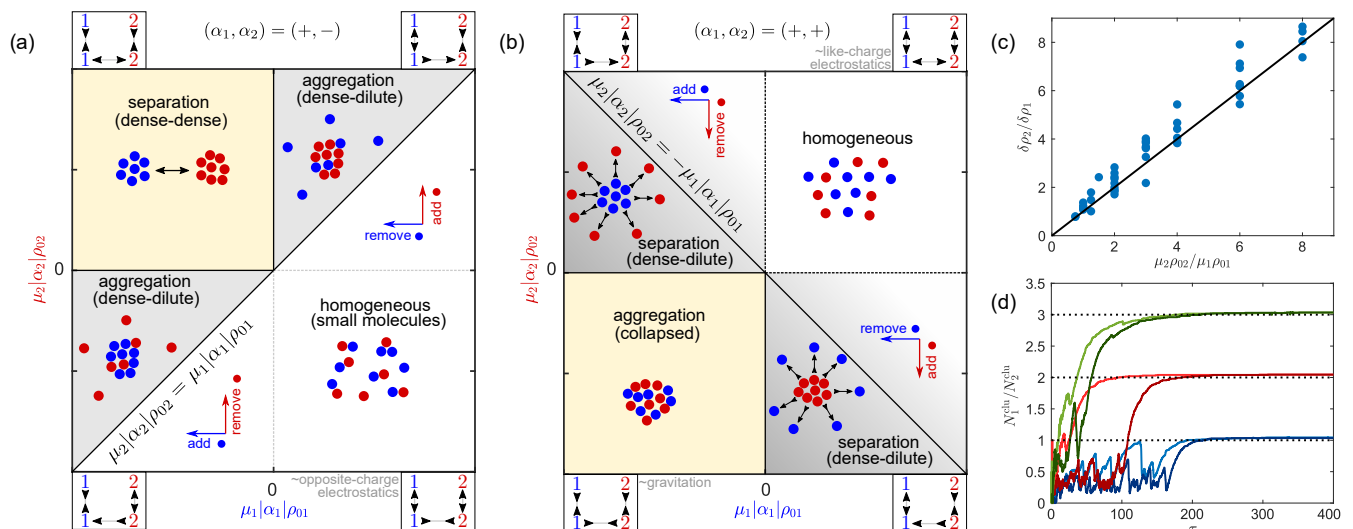 (a)
1 2
1 2
(α₁, α₂) = (+, −)
1 2
1 2
separation
(dense-dense)
aggregation
(dense-dilute)
add
remove
μ₂|α₂|ρ₀₂
0
aggregation
(dense-dilute)
μ₂|α₂|ρ₀₂ = μ₁|α₁|ρ₀₁
remove
add
homogeneous
(small molecules)
~opposite-charge
electrostatics
1 2
1 2
0
μ₁|α₁|ρ₀₁
1 2
1 2
(b)
1 2
1 2
(α₁, α₂) = (+, +)
~like-charge
electrostatics
1 2
1 2
add
remove
μ₂|α₂|ρ₀₂ = −μ₁|α₁|ρ₀₁
homogeneous
separation
(dense-dilute)
μ₂|α₂|ρ₀₂
0
aggregation
(collapsed)
remove
add
separation
(dense-dilute)
~gravitation
1 2
1 2
0
μ₁|α₁|ρ₀₁
1 2
1 2
(c)
8
6
4
2
0
δρ₂/δρ₁
0 2 4 6 8
μ₂ρ₀₂/μ₁ρ₀₁
(d)
3.5
3
2.5
2
1.5
1
0.5
0
N₁ᶜˡᵘ/N₂ᶜˡᵘ
0 100 200 300 400
τ